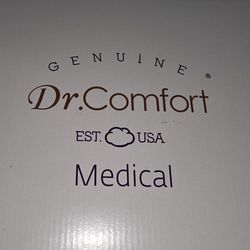 GENUINE ®
Dr.Comfort
EST. USA
Medical